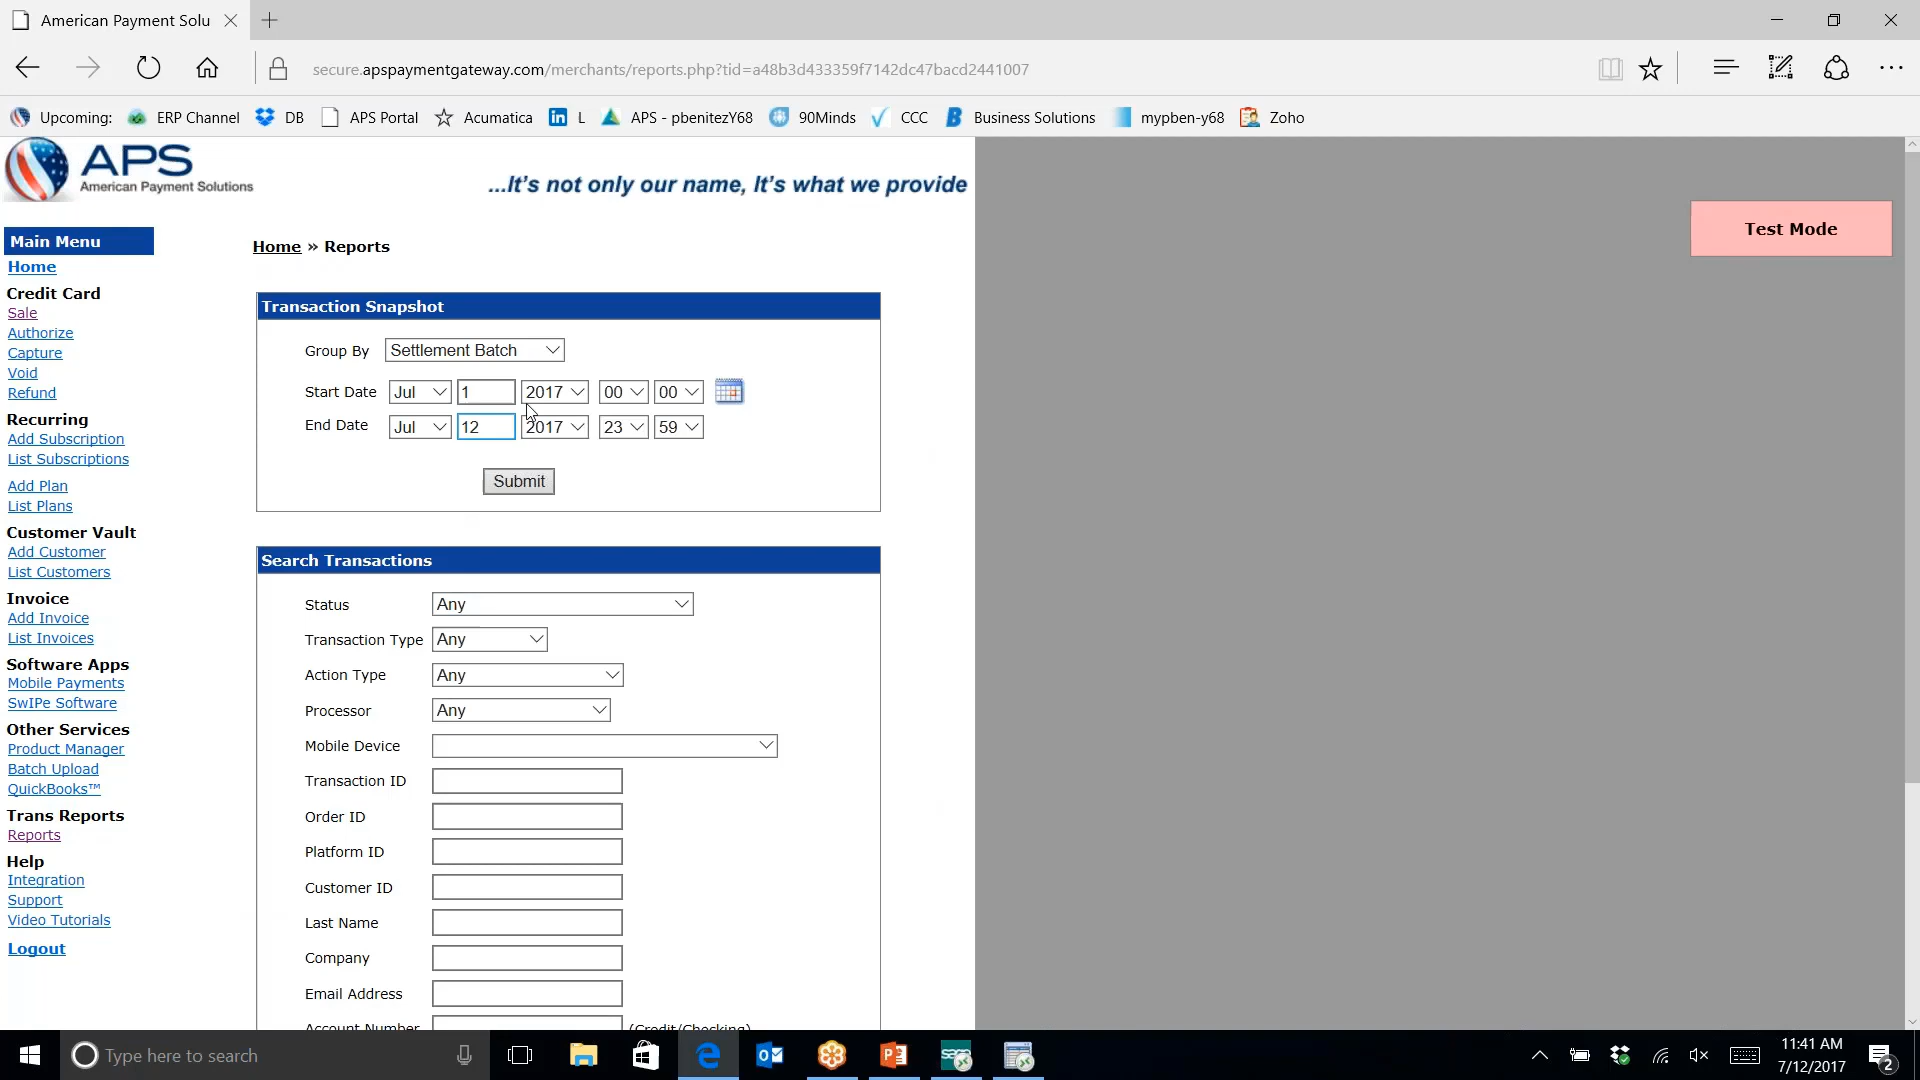 American Payment Solu
secure.apspaymentgateway.com/merchants/reports.php?tid=a48b3d433359f7142dc47bacd2441007
Upcoming: ERP Channel DB APS Portal Acumatica L APS - pbenitezY68 90Minds CCC Business Solutions mypben-y68 Zoho
APS
American Payment Solutions
...It's not only our name, It's what we provide
Test Mode
Main Menu
Home
Credit Card
Sale
Authorize
Capture
Void
Refund
Recurring
Add Subscription
List Subscriptions
Add Plan
List Plans
Customer Vault
Add Customer
List Customers
Invoice
Add Invoice
List Invoices
Software Apps
Mobile Payments
SwIPe Software
Other Services
Product Manager
Batch Upload
QuickBooks™
Trans Reports
Reports
Help
Integration
Support
Video Tutorials
Logout
Home » Reports
Transaction Snapshot
Group By Settlement Batch
Start Date Jul 1 2017 00 00
End Date Jul 12 2017 23 59
Submit
Search Transactions
Status Any
Transaction Type Any
Action Type Any
Processor Any
Mobile Device
Transaction ID
Order ID
Platform ID
Customer ID
Last Name
Company
Email Address
Account Number (Credit/Checking)
Type here to search
sage
11:41 AM
7/12/2017
2